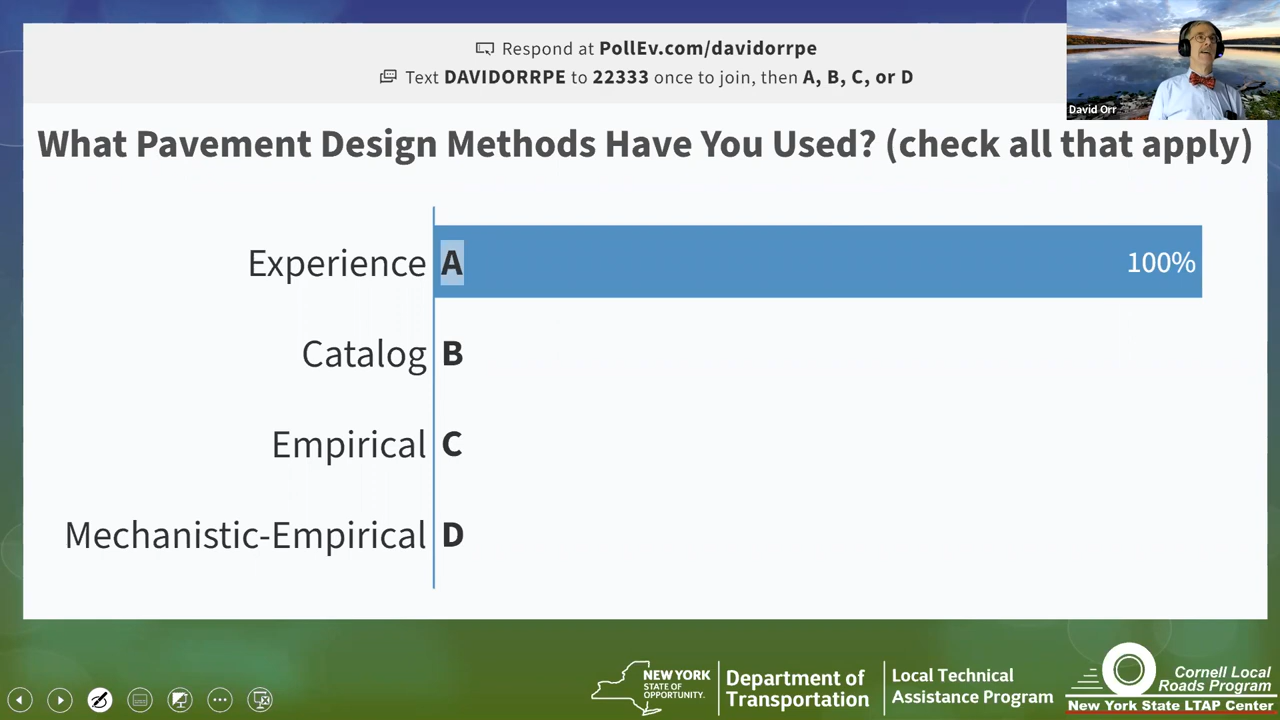 Respond at PollEv.com/davidorrpe
Text DAVIDORRPE to 22333 once to join, then A, B, C, or D
David Orr
What Pavement Design Methods Have You Used? (check all that apply)
Experience A 100%
Catalog B
Empirical C
Mechanistic-Empirical D
NEW YORK
STATE OF
OPPORTUNITY.
Department of
Transportation
Local Technical
Assistance Program
Cornell Local
Roads Program
New York State LTAP Center